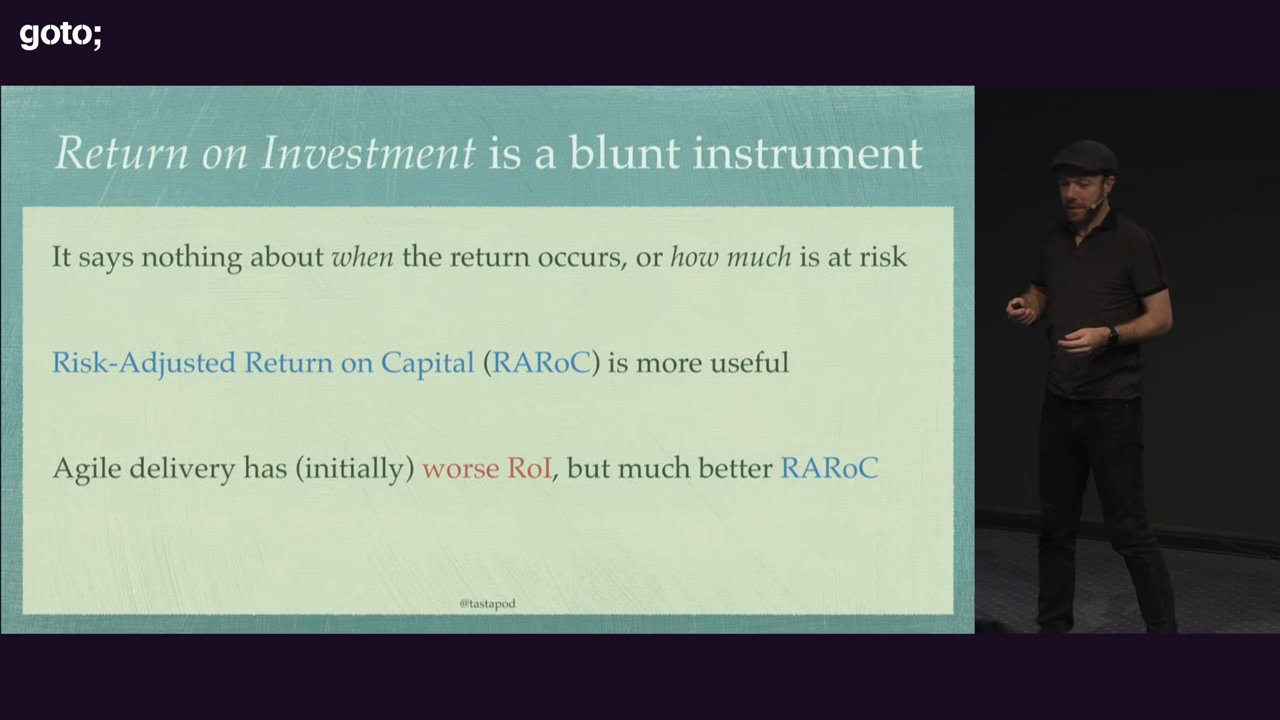 goto;
Return on Investment is a blunt instrument
It says nothing about when the return occurs, or how much is at risk
Risk-Adjusted Return on Capital (RARoC) is more useful
Agile delivery has (initially) worse RoI, but much better RARoC
@tastapod